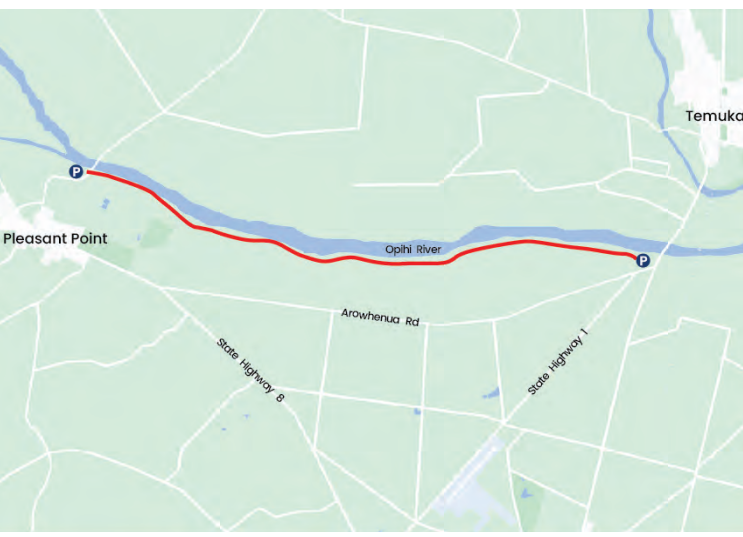 Temuka
P
Pleasant Point
Opihi River
P
Arowhenua Rd
State Highway 8
State Highway 1